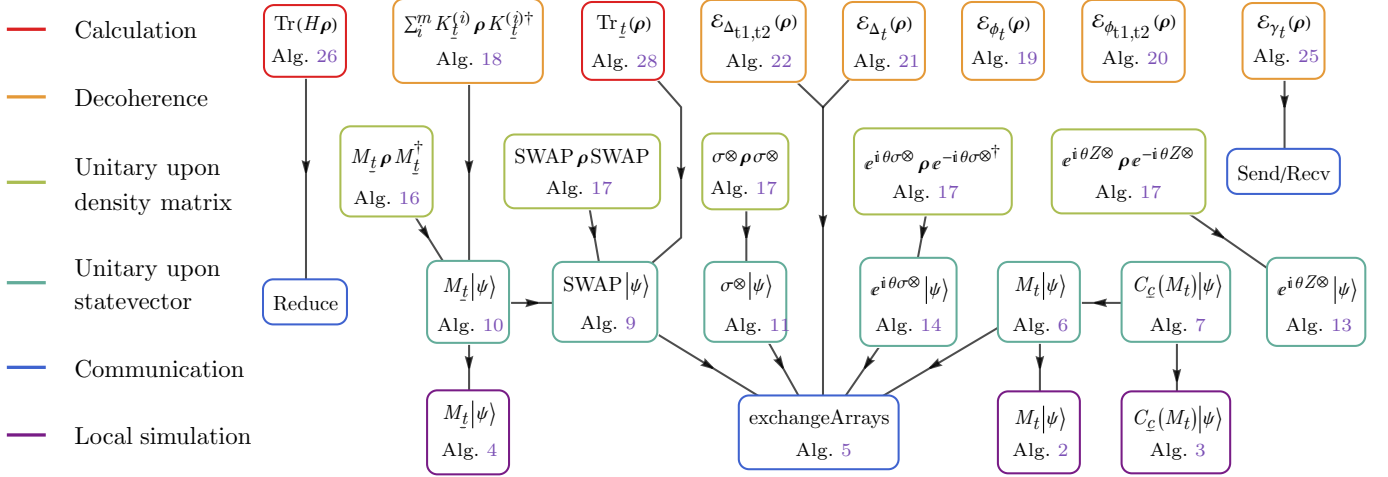 Calculation
Decoherence
Unitary upon
density matrix
Unitary upon
statevector
Communication
Local simulation
Tr(Hρ)
Alg. 26
∑ᵢᵐ K_t̲^(i) ρ K_t̲^(i)†
Alg. 18
Tr_t̲(ρ)
Alg. 28
ℰ_Δt1,t2(ρ)
Alg. 22
ℰ_Δt(ρ)
Alg. 21
ℰ_ϕt(ρ)
Alg. 19
ℰ_ϕt1,t2(ρ)
Alg. 20
ℰ_γt(ρ)
Alg. 25
M_t̲ ρ M_t̲^†
Alg. 16
SWAP ρ SWAP
Alg. 17
σ^⊗ ρ σ^⊗
Alg. 17
e^{iθσ⊗} ρ e^{−iθσ⊗†}
Alg. 17
e^{iθZ⊗} ρ e^{−iθZ⊗}
Alg. 17
Send/Recv
Reduce
M_t̲|ψ⟩
Alg. 10
SWAP|ψ⟩
Alg. 9
σ^⊗|ψ⟩
Alg. 11
e^{iθσ⊗}|ψ⟩
Alg. 14
M_t|ψ⟩
Alg. 6
C_c̲(M_t)|ψ⟩
Alg. 7
e^{iθZ⊗}|ψ⟩
Alg. 13
M_t̲|ψ⟩
Alg. 4
exchangeArrays
Alg. 5
M_t|ψ⟩
Alg. 2
C_c̲(M_t)|ψ⟩
Alg. 3